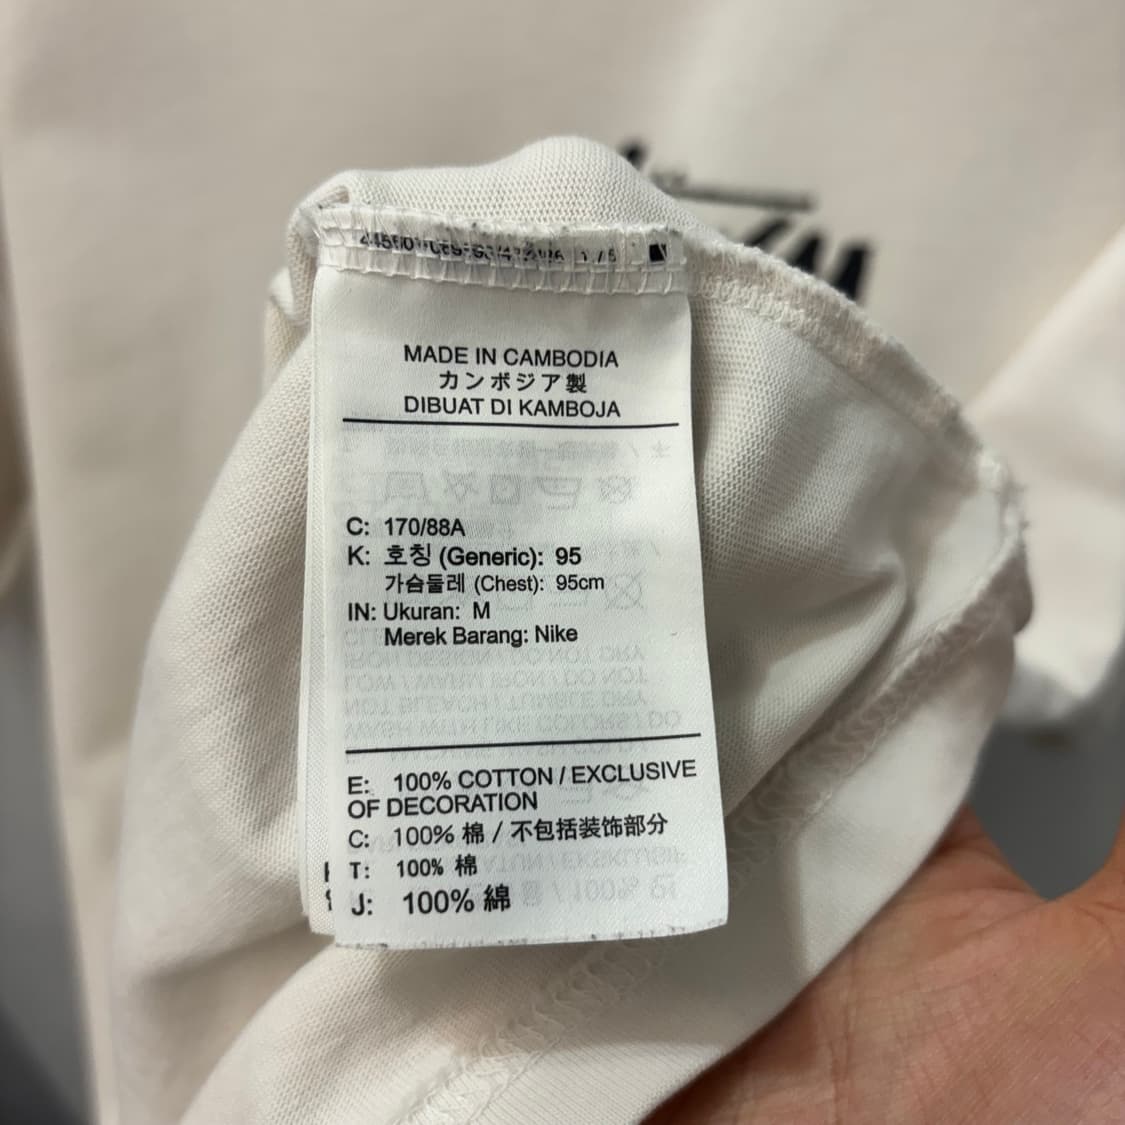 MADE IN CAMBODIA
カンボジア製
DIBUAT DI KAMBOJA
C: 170/88A
K: 호칭 (Generic): 95
가슴둘레 (Chest): 95cm
IN: Ukuran: M
Merek Barang: Nike
E: 100% COTTON / EXCLUSIVE
OF DECORATION
C: 100% 棉 / 不包括装饰部分
T: 100% 棉
J: 100% 綿